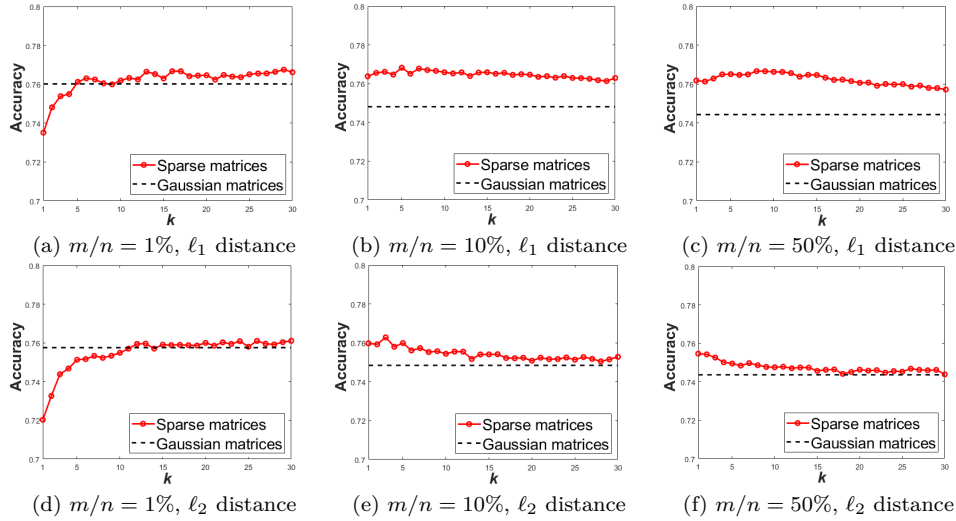 0.8
0.78
0.76
0.74
0.72
0.7
Accuracy
Sparse matrices
Gaussian matrices
1 5 10 15 20 25 30
k
(a) m/n = 1%, ℓ1 distance
0.8
0.78
0.76
0.74
0.72
0.7
Accuracy
Sparse matrices
Gaussian matrices
1 5 10 15 20 25 30
k
(b) m/n = 10%, ℓ1 distance
0.8
0.78
0.76
0.74
0.72
0.7
Accuracy
Sparse matrices
Gaussian matrices
1 5 10 15 20 25 30
k
(c) m/n = 50%, ℓ1 distance
0.8
0.78
0.76
0.74
0.72
0.7
Accuracy
Sparse matrices
Gaussian matrices
1 5 10 15 20 25 30
k
(d) m/n = 1%, ℓ2 distance
0.8
0.78
0.76
0.74
0.72
0.7
Accuracy
Sparse matrices
Gaussian matrices
1 5 10 15 20 25 30
k
(e) m/n = 10%, ℓ2 distance
0.8
0.78
0.76
0.74
0.72
0.7
Accuracy
Sparse matrices
Gaussian matrices
1 5 10 15 20 25 30
k
(f) m/n = 50%, ℓ2 distance